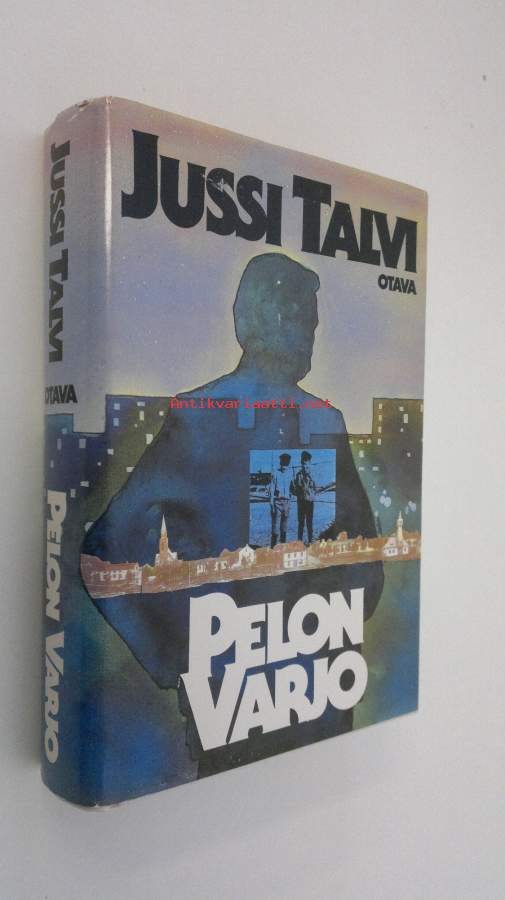 JUSSI TALVI
OTAVA
PELON VARJO
JUSSI TALVI
OTAVA
Antikvariaatti.net
PELON
VARJO